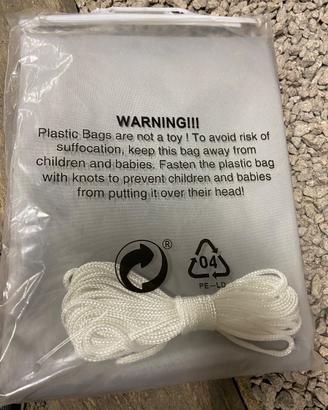 WARNING!!!
Plastic Bags are not a toy ! To avoid risk of
suffocation, keep this bag away from
children and babies. Fasten the plastic bag
with knots to prevent children and babies
from putting it over their head!
®
04
PE-LD